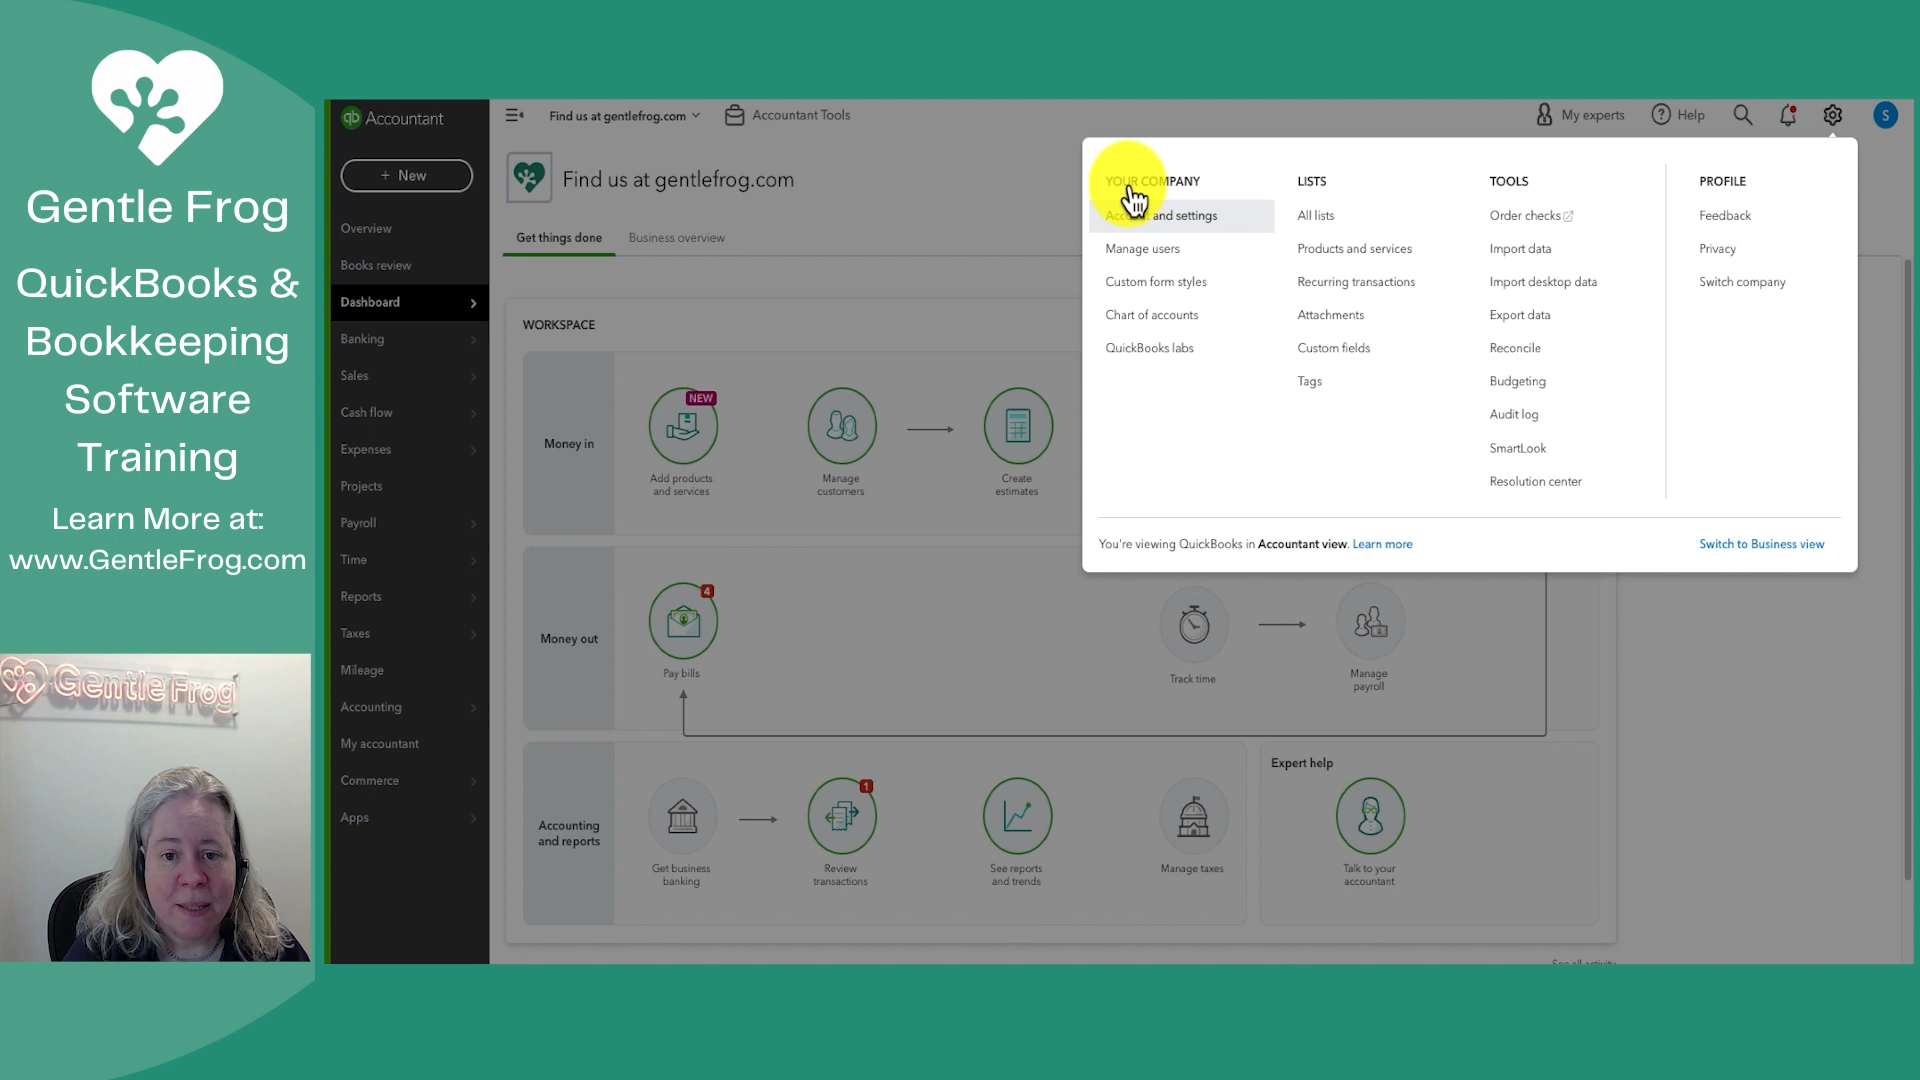 Gentle Frog
QuickBooks &
Bookkeeping
Software
Training
Learn More at:
www.GentleFrog.com
Gentle Frog
qb Accountant
+ New
Overview
Books review
Dashboard
Banking
Sales
Cash flow
Expenses
Projects
Payroll
Time
Reports
Taxes
Mileage
Accounting
My accountant
Commerce
Apps
Find us at gentlefrog.com
Accountant Tools
My experts
? Help
S
Find us at gentlefrog.com
Get things done
Business overview
WORKSPACE
Money in
NEW
Add products
and services
Manage
customers
Create
estimates
Money out
4
Pay bills
Track time
Manage
payroll
Accounting
and reports
Get business
banking
1
Review
transactions
See reports
and trends
Manage taxes
Expert help
Talk to your
accountant
See all activity
YOUR COMPANY
Account and settings
Manage users
Custom form styles
Chart of accounts
QuickBooks labs
LISTS
All lists
Products and services
Recurring transactions
Attachments
Custom fields
Tags
TOOLS
Order checks
Import data
Import desktop data
Export data
Reconcile
Budgeting
Audit log
SmartLook
Resolution center
PROFILE
Feedback
Privacy
Switch company
You're viewing QuickBooks in Accountant view. Learn more
Switch to Business view